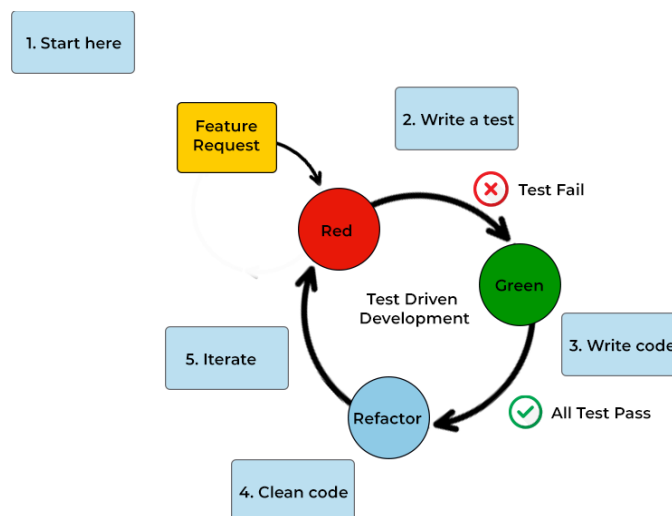 1. Start here
Feature
Request
2. Write a test
Test Fail
Red
Green
Test Driven
Development
3. Write code
5. Iterate
All Test Pass
Refactor
4. Clean code